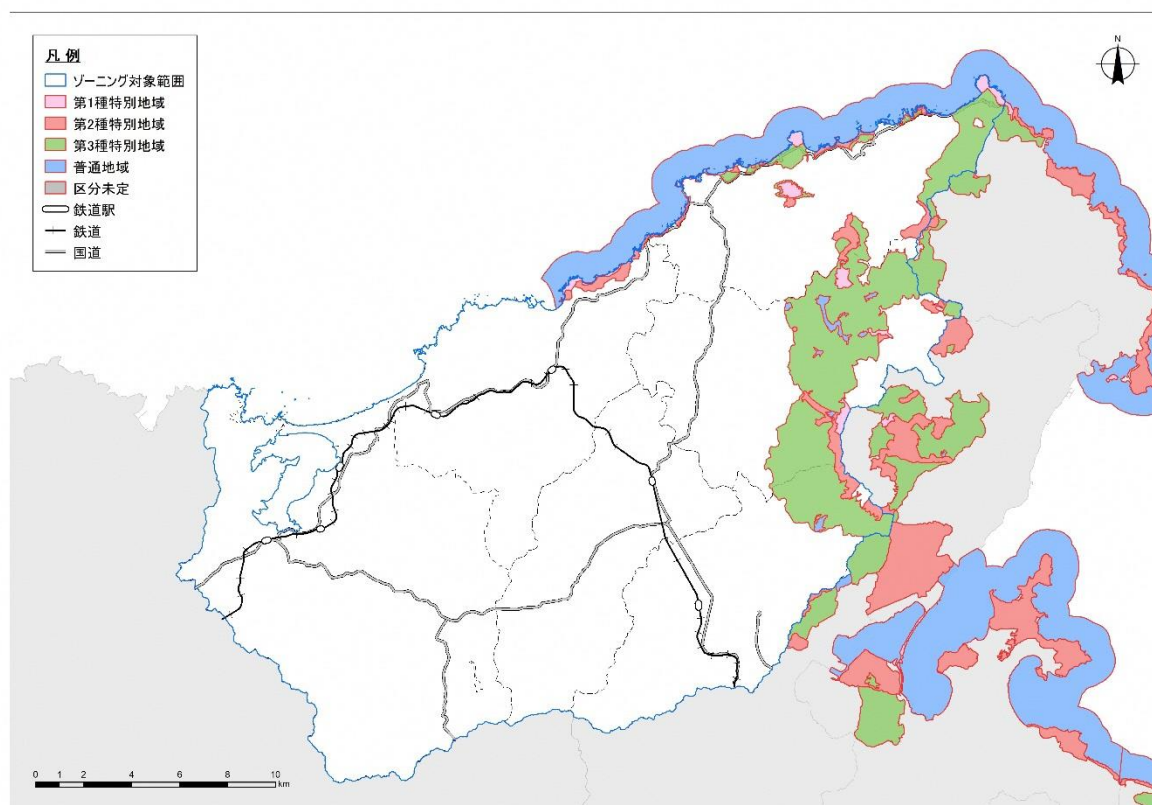 凡例
ゾーニング対象範囲
第1種特別地域
第2種特別地域
第3種特別地域
普通地域
区分未定
鉄道駅
鉄道
国道
N
0 1 2 4 6 8 10
km